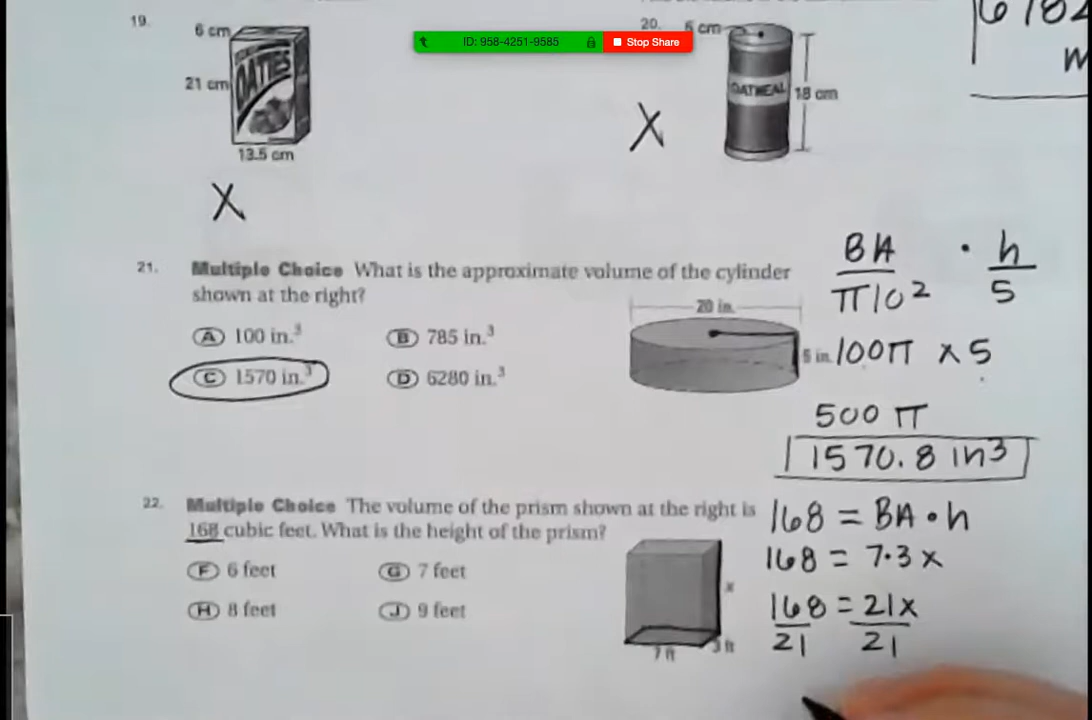 19.
6 cm
21 cm
OATIES
13.5 cm
X
ID: 958-4251-9585
Stop Share
20.
6 cm
OATMEAL
18 cm
X
21. Multiple Choice What is the approximate volume of the cylinder
shown at the right?
A 100 in.³ B 785 in.³
C 1570 in.³ D 6280 in.³
20 in.
5 in.
BA · h
π10² 5
100π × 5
500 π
1570.8 in³
22. Multiple Choice The volume of the prism shown at the right is
168 cubic feet. What is the height of the prism?
F 6 feet G 7 feet
H 8 feet J 9 feet
x
7 ft
3 ft
168 = BA · h
168 = 7·3 x
168 = 21x
21 21